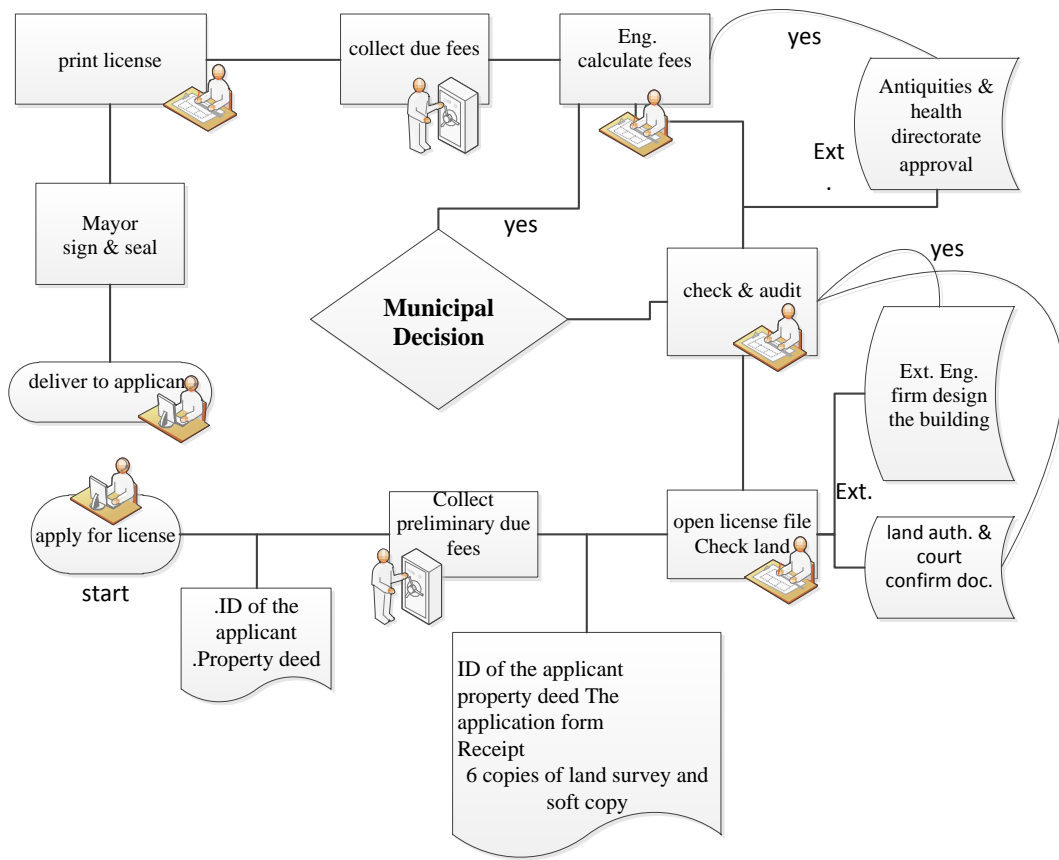 print license
collect due fees
Eng.
calculate fees
yes
Antiquities &
health
directorate
approval
Ext
.
Mayor
sign & seal
yes
Municipal
Decision
check & audit
yes
Ext. Eng.
firm design
the building
deliver to applicant
apply for license
start
Collect
preliminary due
fees
open license file
Check land
Ext.
land auth. &
court
confirm doc.
.ID of the
applicant
.Property deed
ID of the applicant
property deed The
application form
Receipt
6 copies of land survey and
soft copy